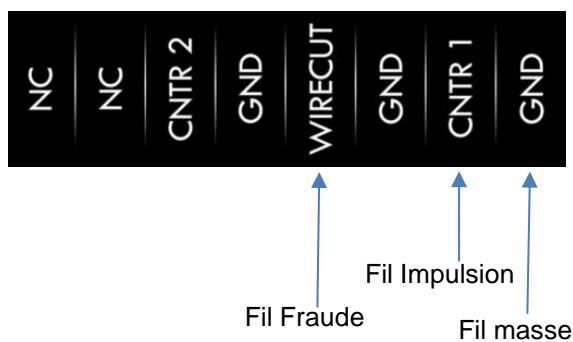 NC
NC
CNTR 2
GND
WIRECUT
GND
CNTR 1
GND
Fil Impulsion
Fil Fraude
Fil masse